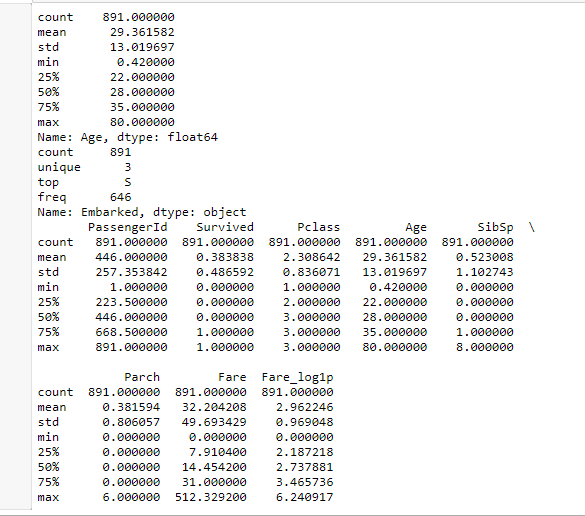 count    891.000000
mean      29.361582
std       13.019697
min        0.420000
25%       22.000000
50%       28.000000
75%       35.000000
max       80.000000
Name: Age, dtype: float64
count     891
unique      3
top         S
freq      646
Name: Embarked, dtype: object
       PassengerId    Survived      Pclass         Age       SibSp  \
count   891.000000  891.000000  891.000000  891.000000  891.000000
mean    446.000000    0.383838    2.308642   29.361582    0.523008
std     257.353842    0.486592    0.836071   13.019697    1.102743
min       1.000000    0.000000    1.000000    0.420000    0.000000
25%     223.500000    0.000000    2.000000   22.000000    0.000000
50%     446.000000    0.000000    3.000000   28.000000    0.000000
75%     668.500000    1.000000    3.000000   35.000000    1.000000
max     891.000000    1.000000    3.000000   80.000000    8.000000
            Parch        Fare  Fare_log1p
count  891.000000  891.000000  891.000000
mean     0.381594   32.204208    2.962246
std      0.806057   49.693429    0.969048
min      0.000000    0.000000    0.000000
25%      0.000000    7.910400    2.187218
50%      0.000000   14.454200    2.737881
75%      0.000000   31.000000    3.465736
max      6.000000  512.329200    6.240917